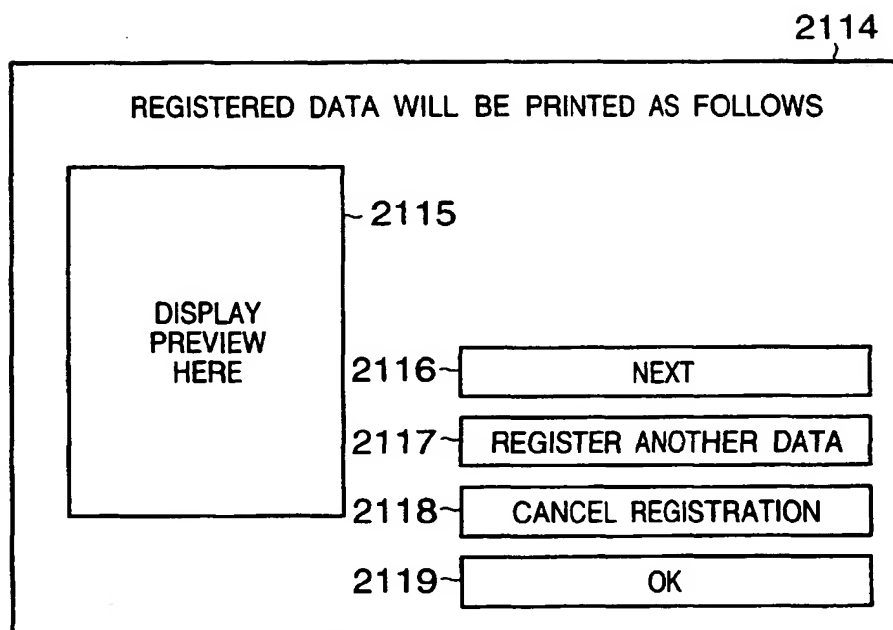 2114
REGISTERED DATA WILL BE PRINTED AS FOLLOWS
2115
DISPLAY
PREVIEW
HERE
2116
NEXT
2117
REGISTER ANOTHER DATA
2118
CANCEL REGISTRATION
2119
OK